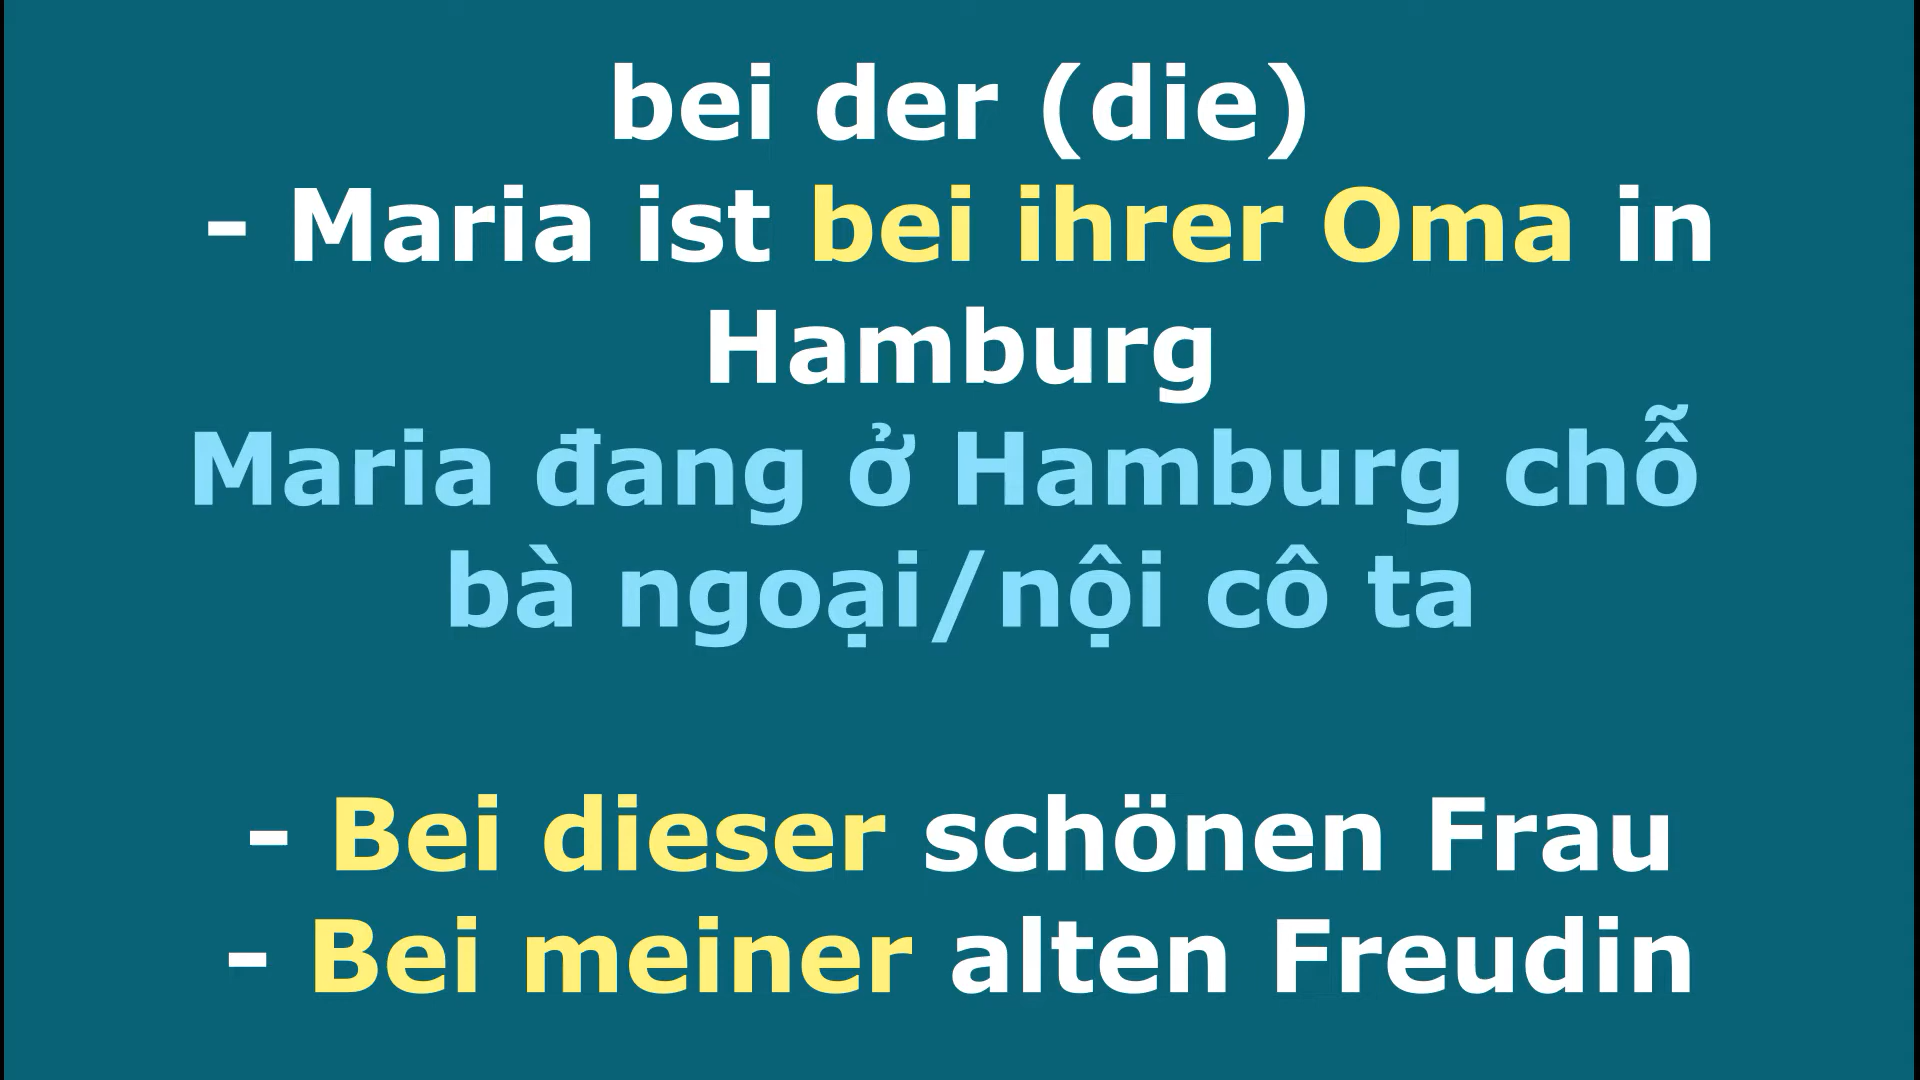 bei der (die)
- Maria ist bei ihrer Oma in
Hamburg
Maria đang ở Hamburg chỗ
bà ngoại/nội cô ta
- Bei dieser schönen Frau
- Bei meiner alten Freudin